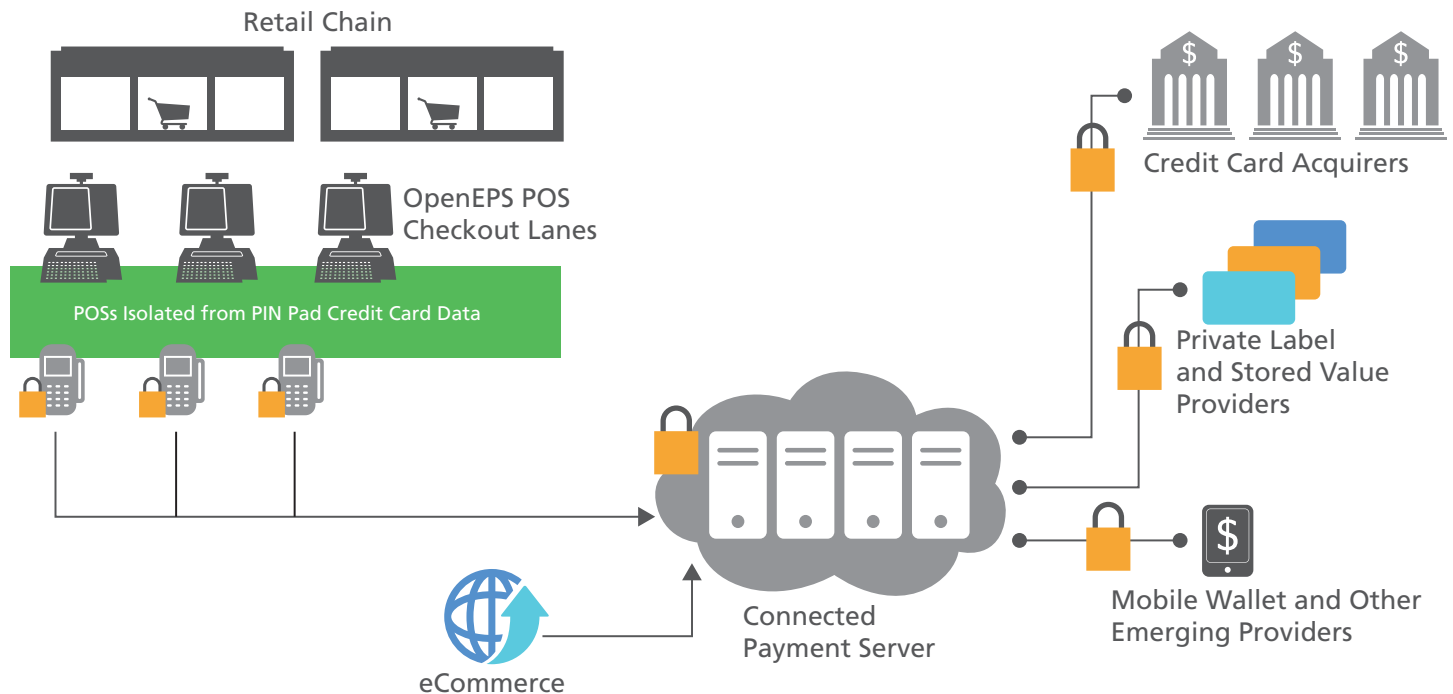 Retail Chain
$ $ $
Credit Card Acquirers
OpenEPS POS
Checkout Lanes
POSs Isolated from PIN Pad Credit Card Data
Private Label
and Stored Value
Providers
$
Mobile Wallet and Other
Emerging Providers
Connected
Payment Server
eCommerce